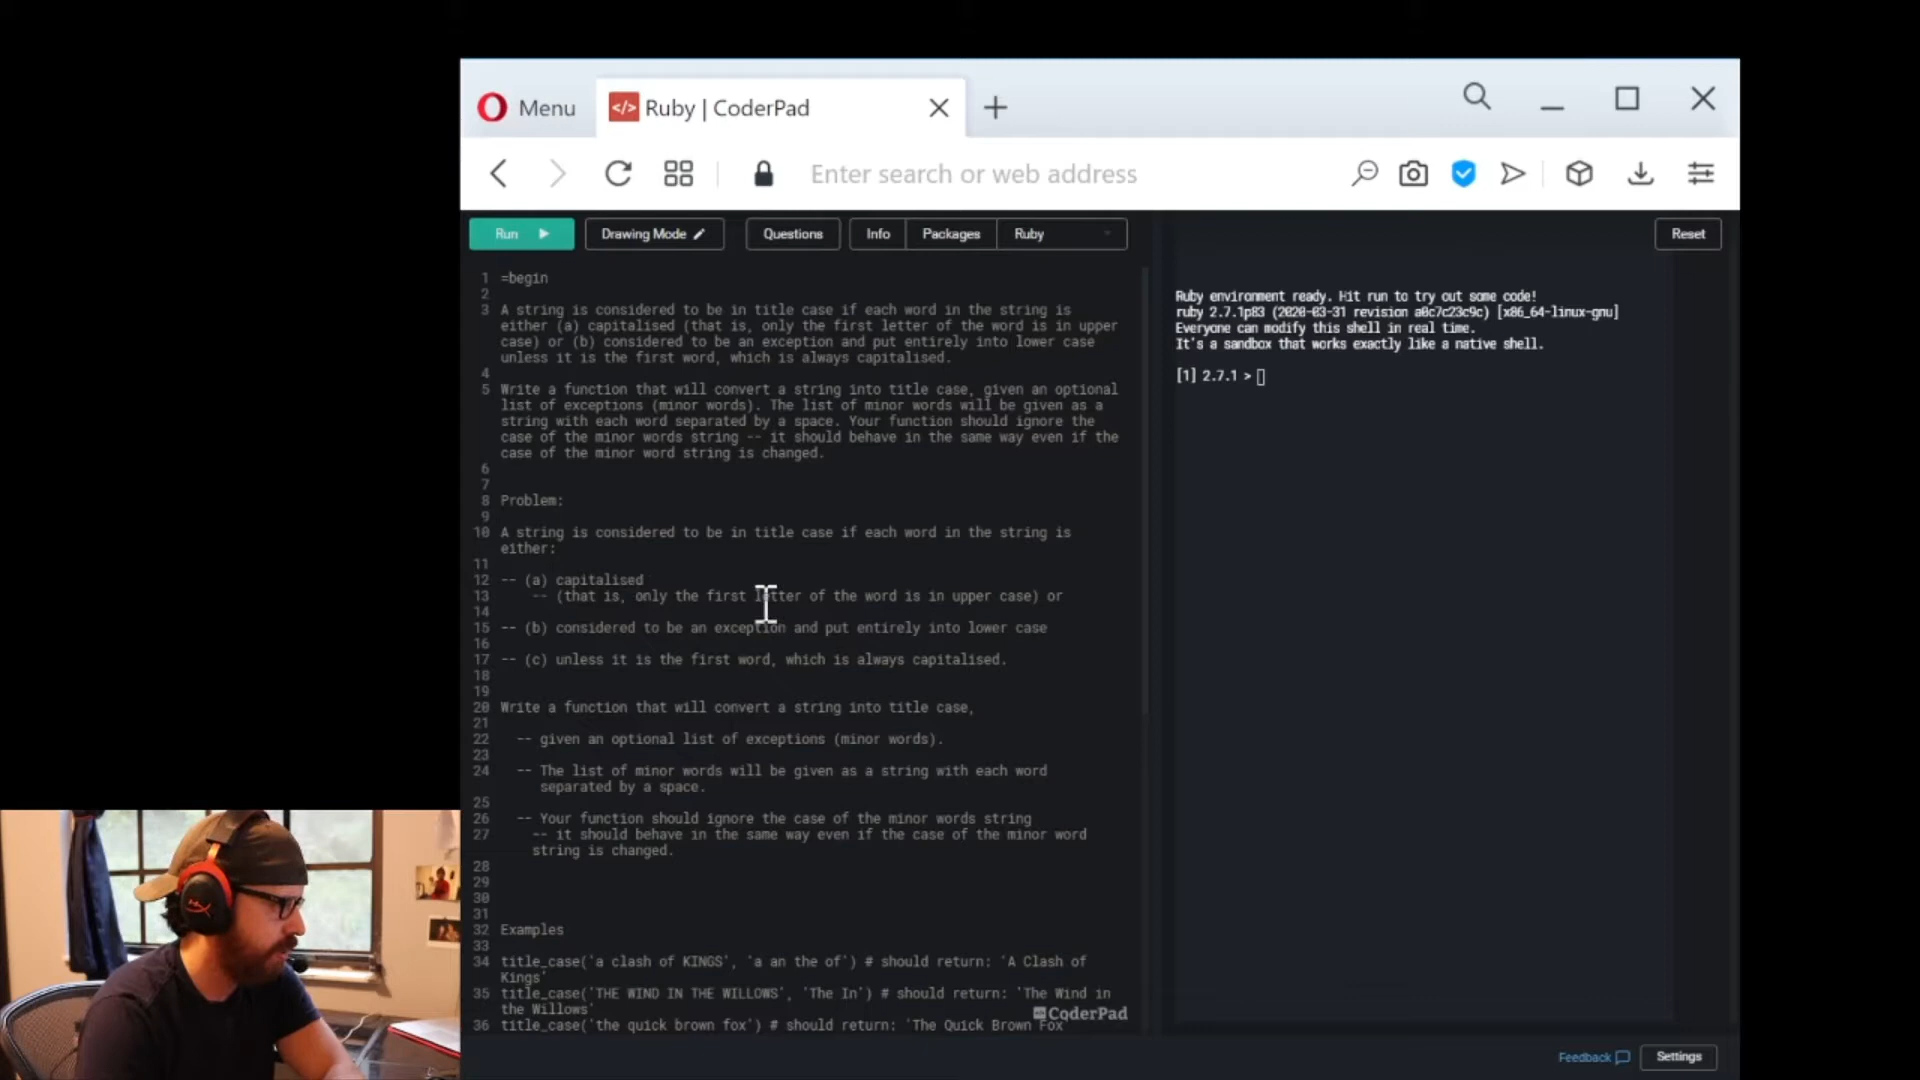 Menu
</> Ruby | CoderPad
Enter search or web address
Run
Drawing Mode
Questions
Info
Packages
Ruby
Reset
1 =begin
2
3 A string is considered to be in title case if each word in the string is
either (a) capitalised (that is, only the first letter of the word is in upper
case) or (b) considered to be an exception and put entirely into lower case
unless it is the first word, which is always capitalised.
4
5 Write a function that will convert a string into title case, given an optional
list of exceptions (minor words). The list of minor words will be given as a
string with each word separated by a space. Your function should ignore the
case of the minor words string -- it should behave in the same way even if the
case of the minor word string is changed.
6
7
8 Problem:
9
10 A string is considered to be in title case if each word in the string is
either:
11
12 -- (a) capitalised
13 -- (that is, only the first letter of the word is in upper case) or
14
15 -- (b) considered to be an exception and put entirely into lower case
16
17 -- (c) unless it is the first word, which is always capitalised.
18
19
20 Write a function that will convert a string into title case,
21
22 -- given an optional list of exceptions (minor words).
23
24 -- The list of minor words will be given as a string with each word
separated by a space.
25
26 -- Your function should ignore the case of the minor words string
27 -- it should behave in the same way even if the case of the minor word
string is changed.
28
29
30
31
32 Examples
33
34 title_case('a clash of KINGS', 'a an the of') # should return: 'A Clash of
Kings'
35 title_case('THE WIND IN THE WILLOWS', 'The In') # should return: 'The Wind in
the Willows'
36 title_case('the quick brown fox') # should return: 'The Quick Brown Fox'
CoderPad
Ruby environment ready. Hit run to try out some code!
ruby 2.7.1p83 (2020-03-31 revision a0c7c23c9c) [x86_64-linux-gnu]
Everyone can modify this shell in real time.
It's a sandbox that works exactly like a native shell.
[1] 2.7.1 >
Feedback
Settings